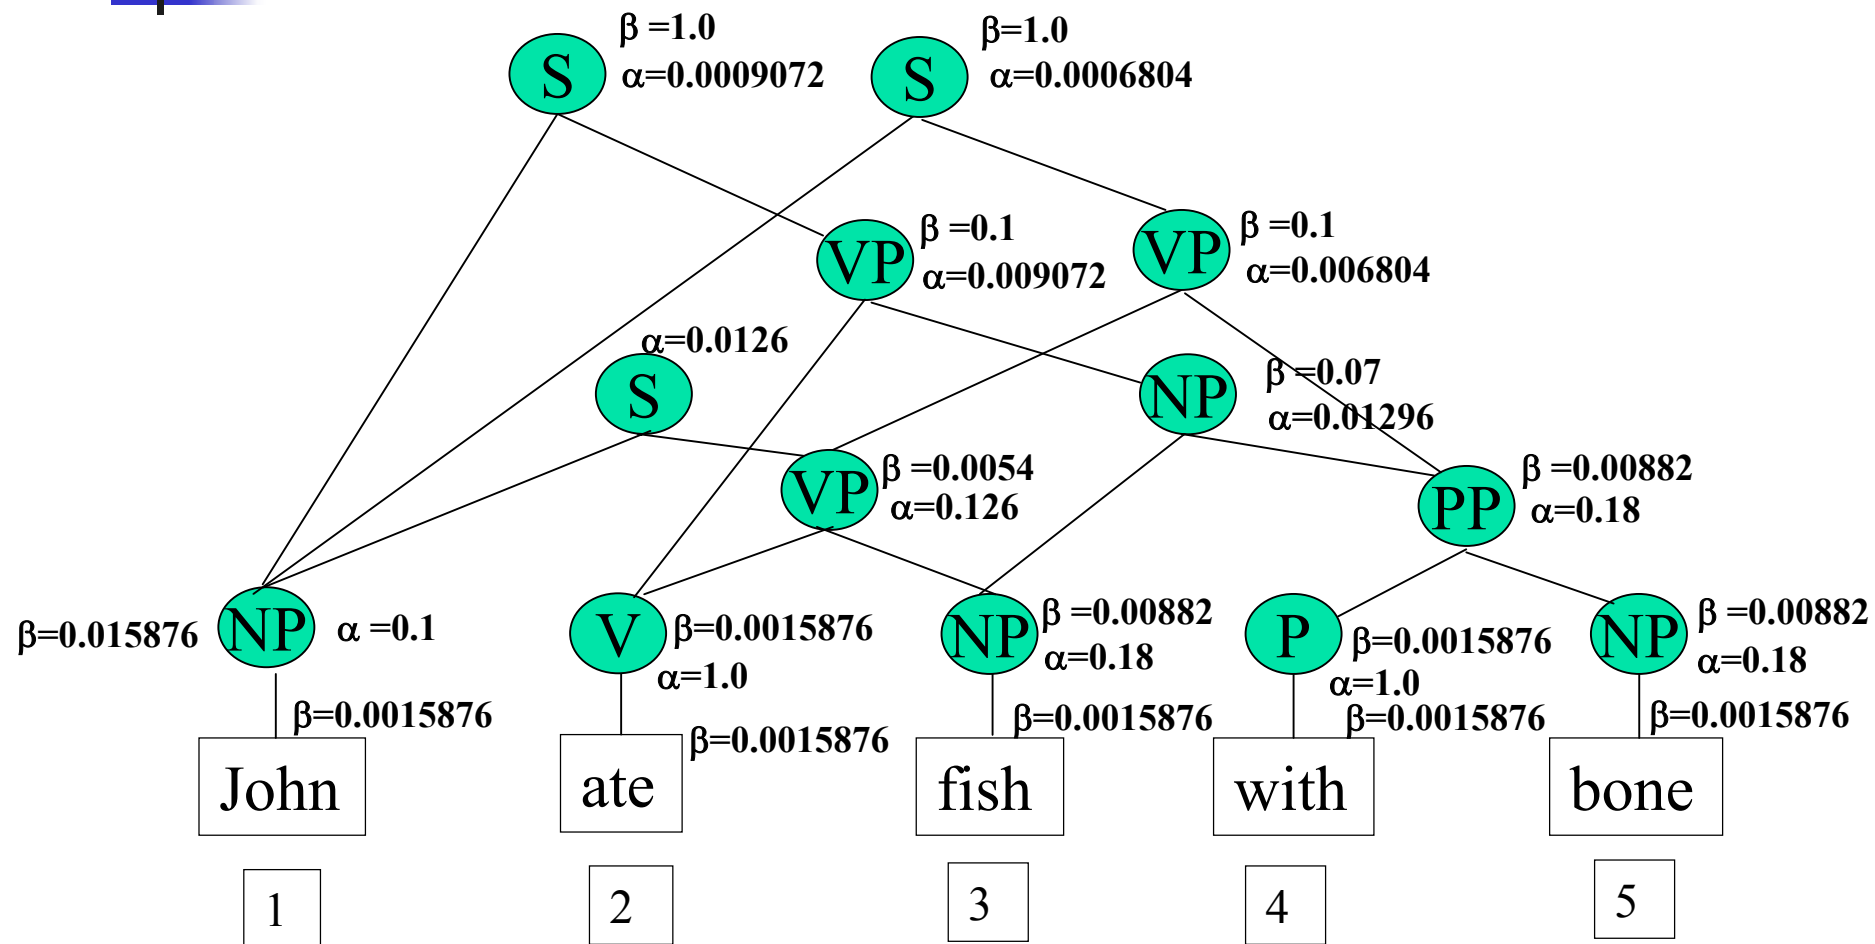 β =1.0
β=1.0
S
α=0.0009072
S
α=0.0006804
VP
β =0.1
α=0.009072
VP
β =0.1
α=0.006804
α=0.0126
S
NP
β =0.07
α=0.01296
VP
β =0.0054
α=0.126
PP
β =0.00882
α=0.18
β=0.015876
NP
α =0.1
V
β=0.0015876
α=1.0
NP
β =0.00882
α=0.18
P
β=0.0015876
α=1.0
NP
β =0.00882
α=0.18
β=0.0015876
β=0.0015876
β=0.0015876
β=0.0015876
β=0.0015876
John
ate
fish
with
bone
1
2
3
4
5